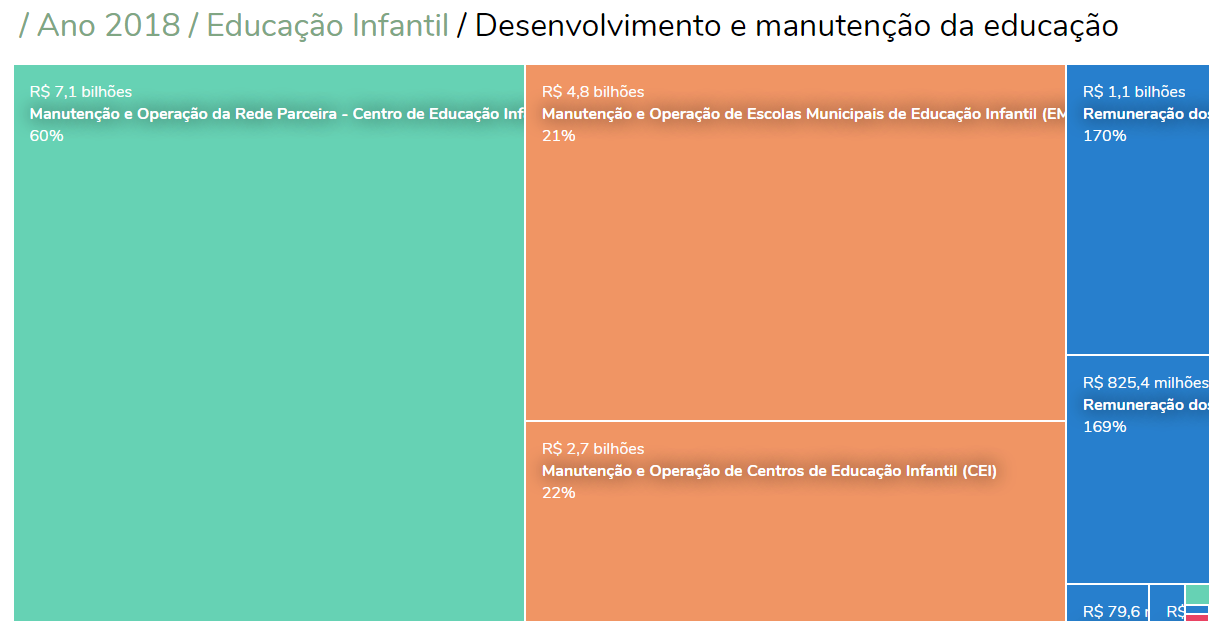 / Ano 2018 / Educação Infantil / Desenvolvimento e manutenção da educação
R$ 7,1 bilhões
Manutenção e Operação da Rede Parceira - Centro de Educação Inf
60%
R$ 4,8 bilhões
Manutenção e Operação de Escolas Municipais de Educação Infantil (EM
21%
R$ 2,7 bilhões
Manutenção e Operação de Centros de Educação Infantil (CEI)
22%
R$ 1,1 bilhões
Remuneração dos
170%
R$ 825,4 milhões
Remuneração dos
169%
R$ 79,6
R$